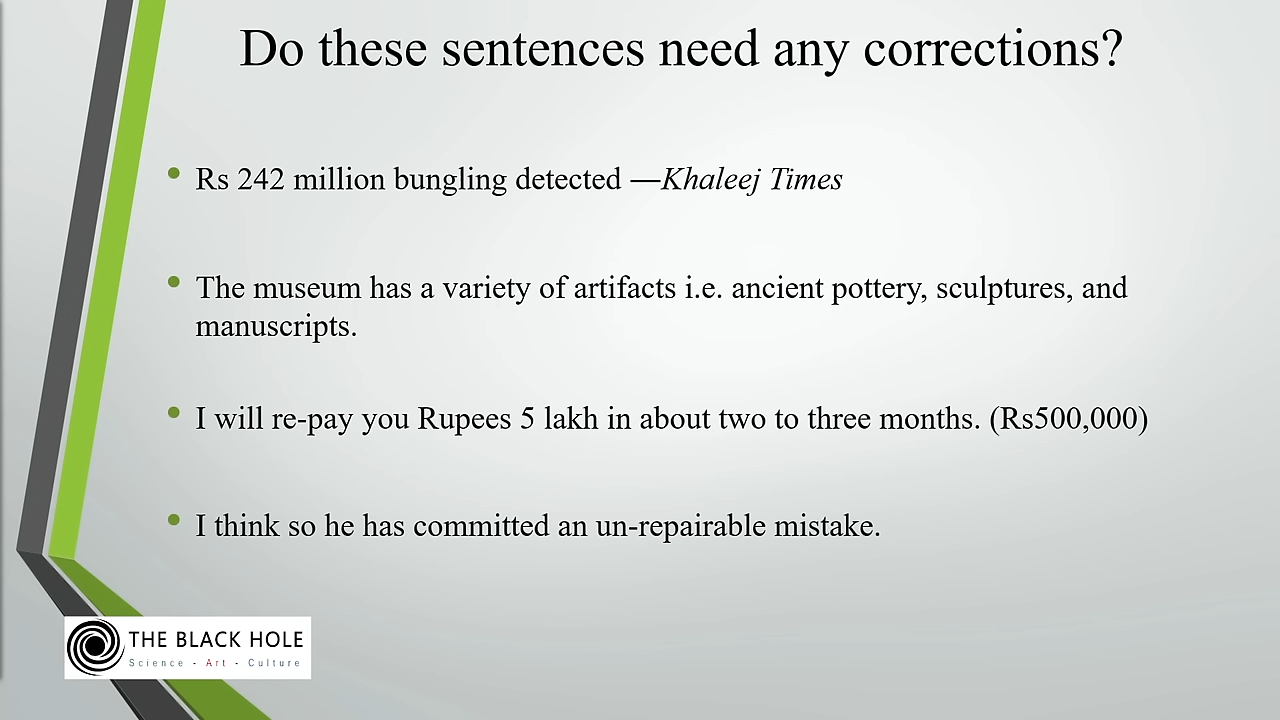 Do these sentences need any corrections?
• Rs 242 million bungling detected —Khaleej Times
• The museum has a variety of artifacts i.e. ancient pottery, sculptures, and
manuscripts.
• I will re-pay you Rupees 5 lakh in about two to three months. (Rs500,000)
• I think so he has committed an un-repairable mistake.
THE BLACK HOLE
Science - Art - Culture